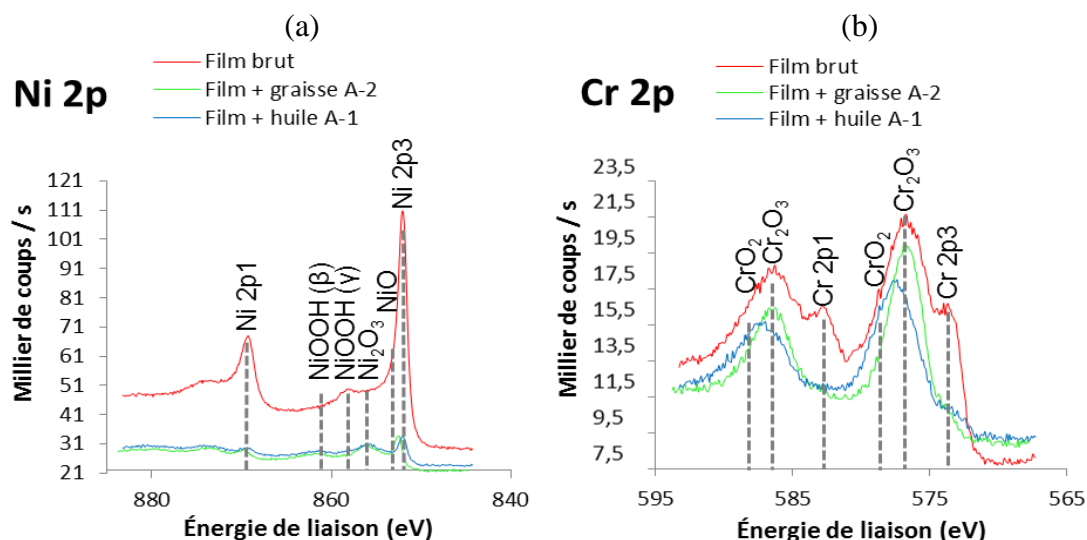 (a)
Film brut
Film + graisse A-2
Film + huile A-1
Ni 2p
Millier de coups / s
121
111
101
91
81
71
61
51
41
31
21
Ni 2p1
NiOOH (β)
NiOOH (γ)
Ni₂O₃
NiO
Ni 2p3
880
860
840
Énergie de liaison (eV)
(b)
Film brut
Film + graisse A-2
Film + huile A-1
Cr 2p
Millier de coups / s
23,5
21,5
19,5
17,5
15,5
13,5
11,5
9,5
7,5
CrO₂
Cr₂O₃
Cr 2p1
CrO₂
Cr₂O₃
Cr 2p3
595
585
575
565
Énergie de liaison (eV)